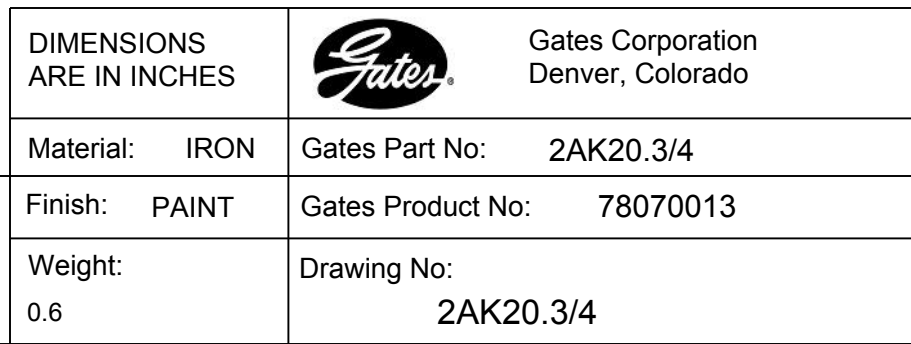 DIMENSIONS
ARE IN INCHES
Gates®
Gates Corporation
Denver, Colorado
Material: IRON
Gates Part No: 2AK20.3/4
Finish: PAINT
Gates Product No: 78070013
Weight:
0.6
Drawing No:
2AK20.3/4